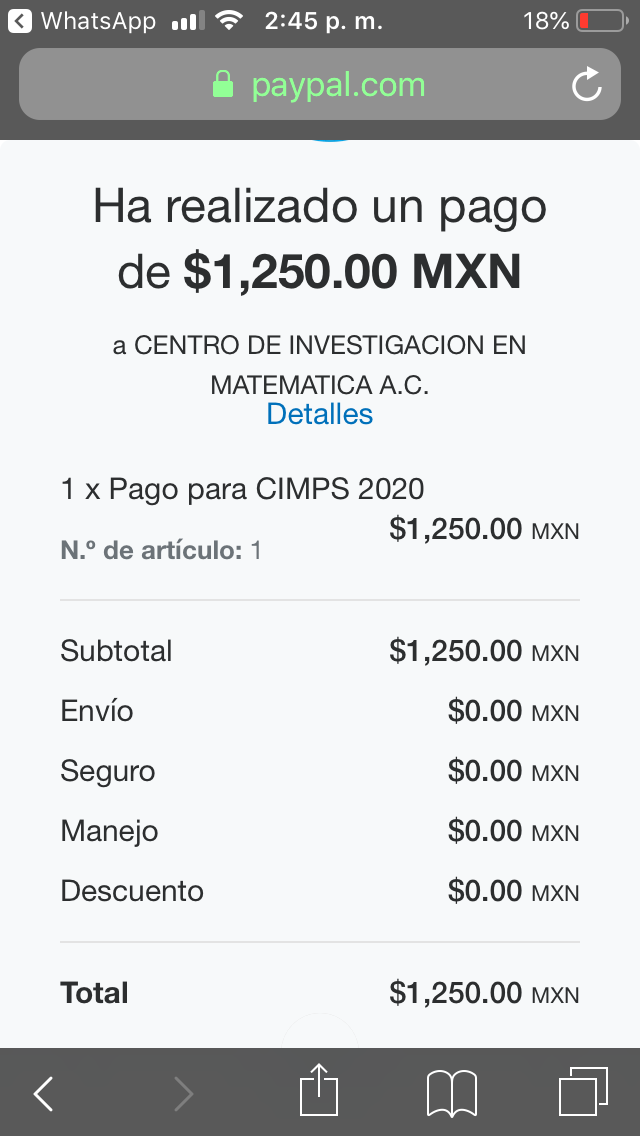 WhatsApp 2:45 p. m. 18%
paypal.com
Ha realizado un pago
de $1,250.00 MXN
a CENTRO DE INVESTIGACION EN
MATEMATICA A.C.
Detalles
1 x Pago para CIMPS 2020
$1,250.00 MXN
N.º de artículo: 1
Subtotal $1,250.00 MXN
Envío $0.00 MXN
Seguro $0.00 MXN
Manejo $0.00 MXN
Descuento $0.00 MXN
Total $1,250.00 MXN